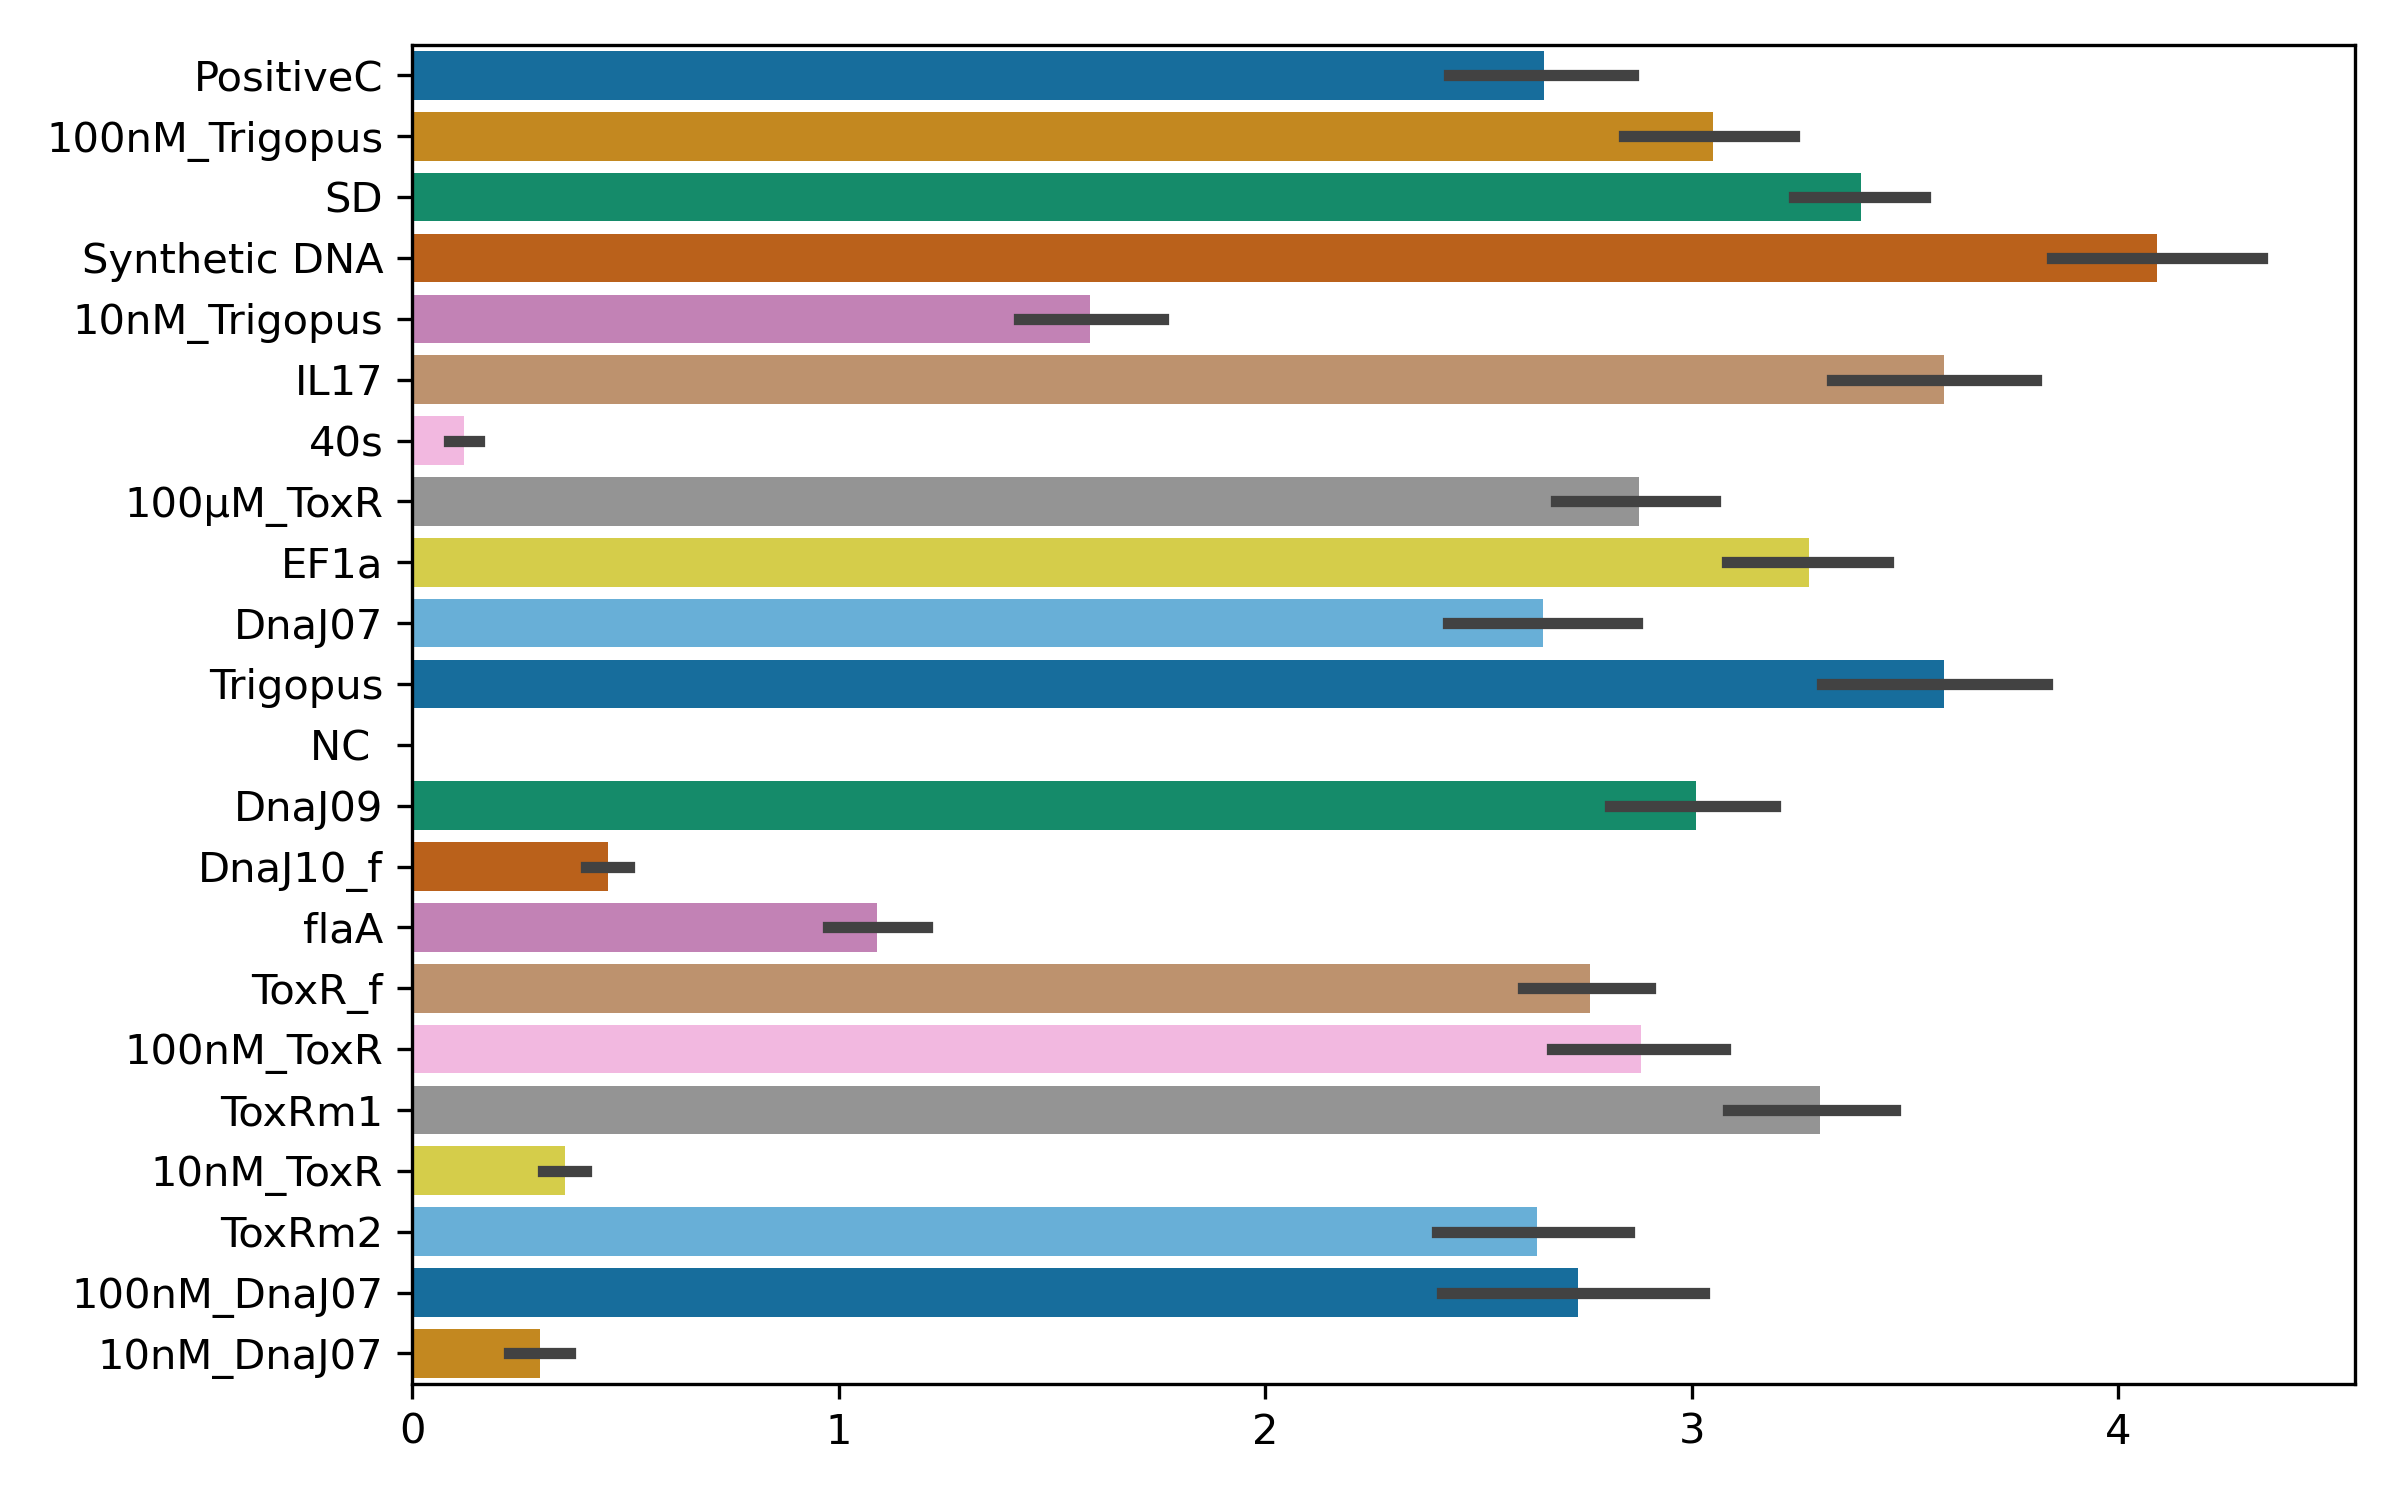 PositiveC
100nM_Trigopus
SD
Synthetic DNA
10nM_Trigopus
IL17
40s
100μM_ToxR
EF1a
DnaJ07
Trigopus
NC
DnaJ09
DnaJ10_f
flaA
ToxR_f
100nM_ToxR
ToxRm1
10nM_ToxR
ToxRm2
100nM_DnaJ07
10nM_DnaJ07
0 1 2 3 4